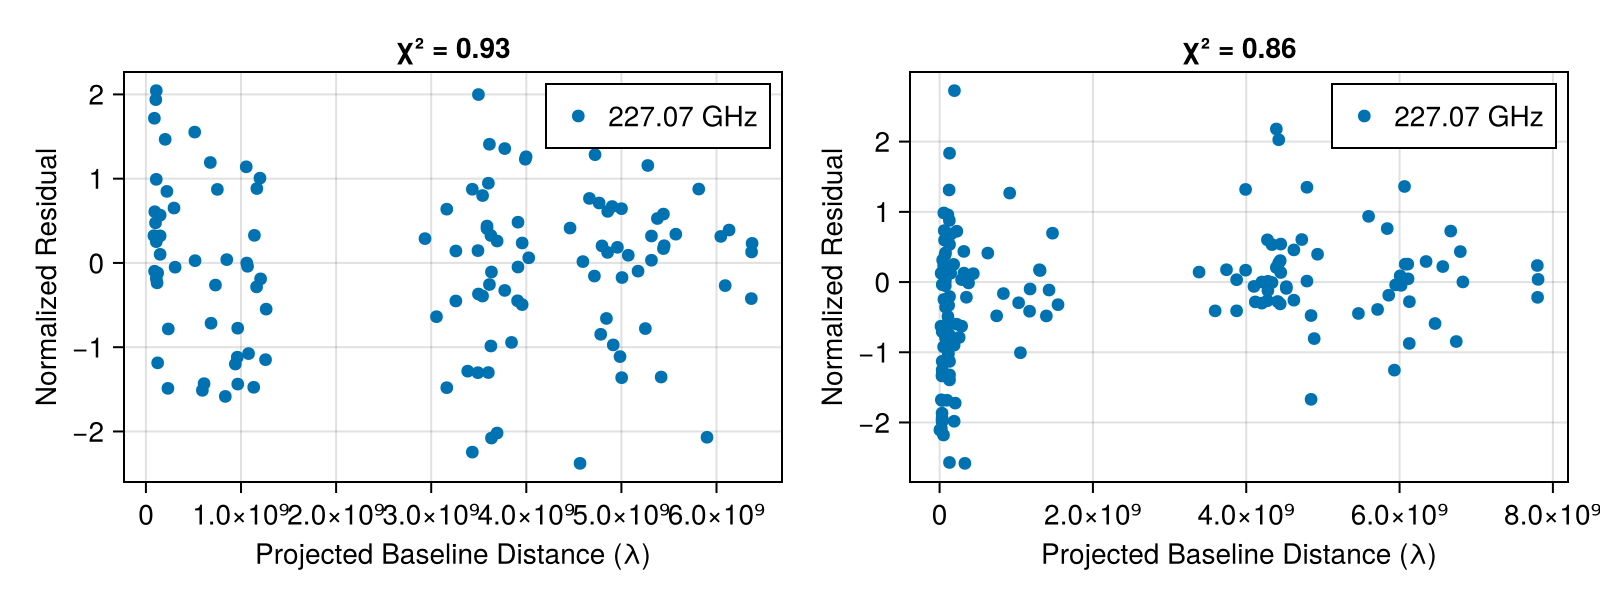 χ² = 0.93
2
1
0
−1
−2
Normalized Residual
227.07 GHz
0 1.0×10⁹ 2.0×10⁹ 3.0×10⁹ 4.0×10⁹ 5.0×10⁹ 6.0×10⁹
Projected Baseline Distance (λ)
χ² = 0.86
2
1
0
−1
−2
Normalized Residual
227.07 GHz
0 2.0×10⁹ 4.0×10⁹ 6.0×10⁹ 8.0×10⁹
Projected Baseline Distance (λ)